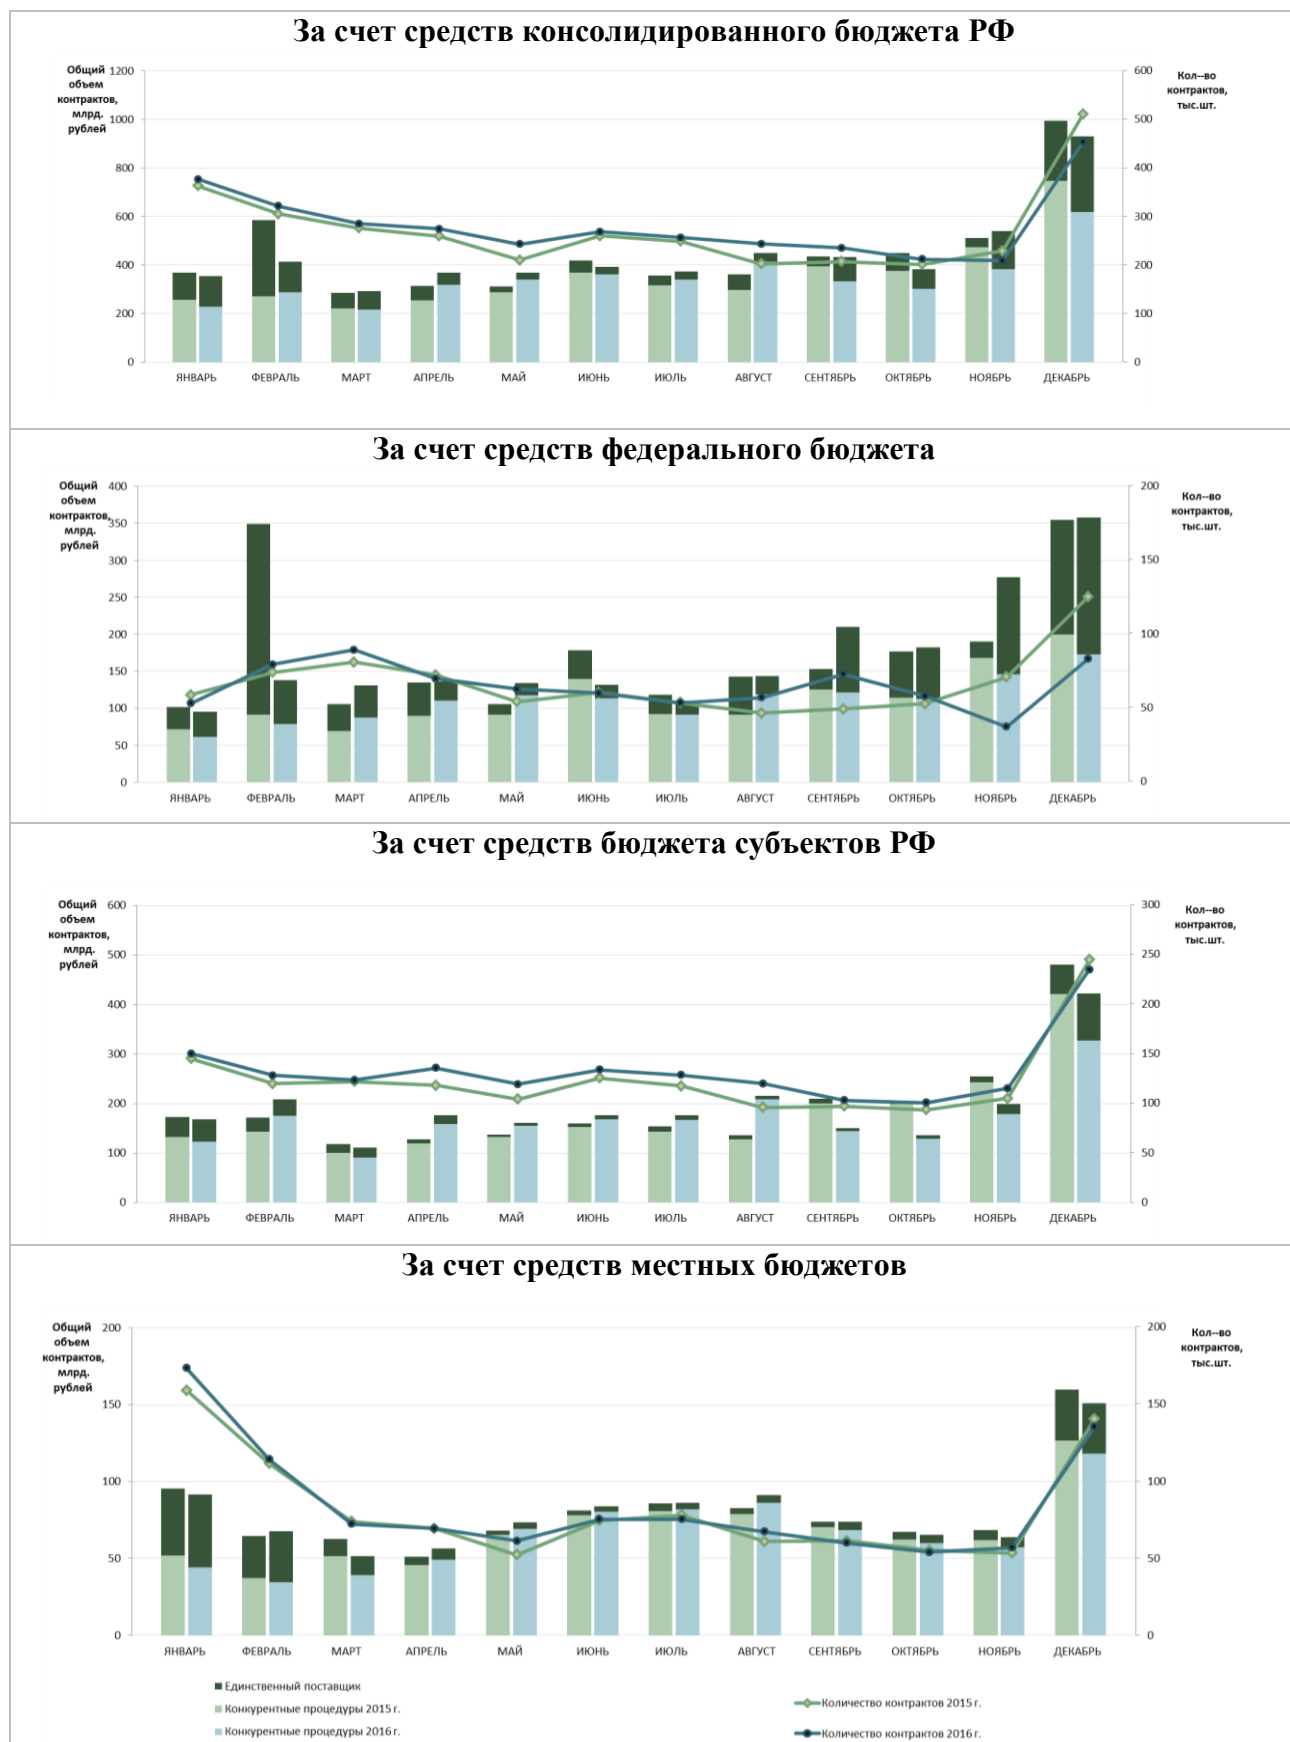 За счет средств консолидированного бюджета РФ
Общий
объем
контрактов,
млрд.
рублей
Кол--во
контрактов,
тыс.шт.
1200
1000
800
600
400
200
0
600
500
400
300
200
100
0
ЯНВАРЬ ФЕВРАЛЬ МАРТ АПРЕЛЬ МАЙ ИЮНЬ ИЮЛЬ АВГУСТ СЕНТЯБРЬ ОКТЯБРЬ НОЯБРЬ ДЕКАБРЬ
За счет средств федерального бюджета
Общий
объем
контрактов,
млрд.
рублей
Кол--во
контрактов,
тыс.шт.
400
350
300
250
200
150
100
50
0
200
150
100
50
0
ЯНВАРЬ ФЕВРАЛЬ МАРТ АПРЕЛЬ МАЙ ИЮНЬ ИЮЛЬ АВГУСТ СЕНТЯБРЬ ОКТЯБРЬ НОЯБРЬ ДЕКАБРЬ
За счет средств бюджета субъектов РФ
Общий
объем
контрактов,
млрд.
рублей
Кол--во
контрактов,
тыс.шт.
600
500
400
300
200
100
0
300
250
200
150
100
50
0
ЯНВАРЬ ФЕВРАЛЬ МАРТ АПРЕЛЬ МАЙ ИЮНЬ ИЮЛЬ АВГУСТ СЕНТЯБРЬ ОКТЯБРЬ НОЯБРЬ ДЕКАБРЬ
За счет средств местных бюджетов
Общий
объем
контрактов,
млрд.
рублей
Кол--во
контрактов,
тыс.шт.
200
150
100
50
0
200
150
100
50
0
ЯНВАРЬ ФЕВРАЛЬ МАРТ АПРЕЛЬ МАЙ ИЮНЬ ИЮЛЬ АВГУСТ СЕНТЯБРЬ ОКТЯБРЬ НОЯБРЬ ДЕКАБРЬ
Единственный поставщик
Конкурентные процедуры 2015 г.
Конкурентные процедуры 2016 г.
Количество контрактов 2015 г.
Количество контрактов 2016 г.